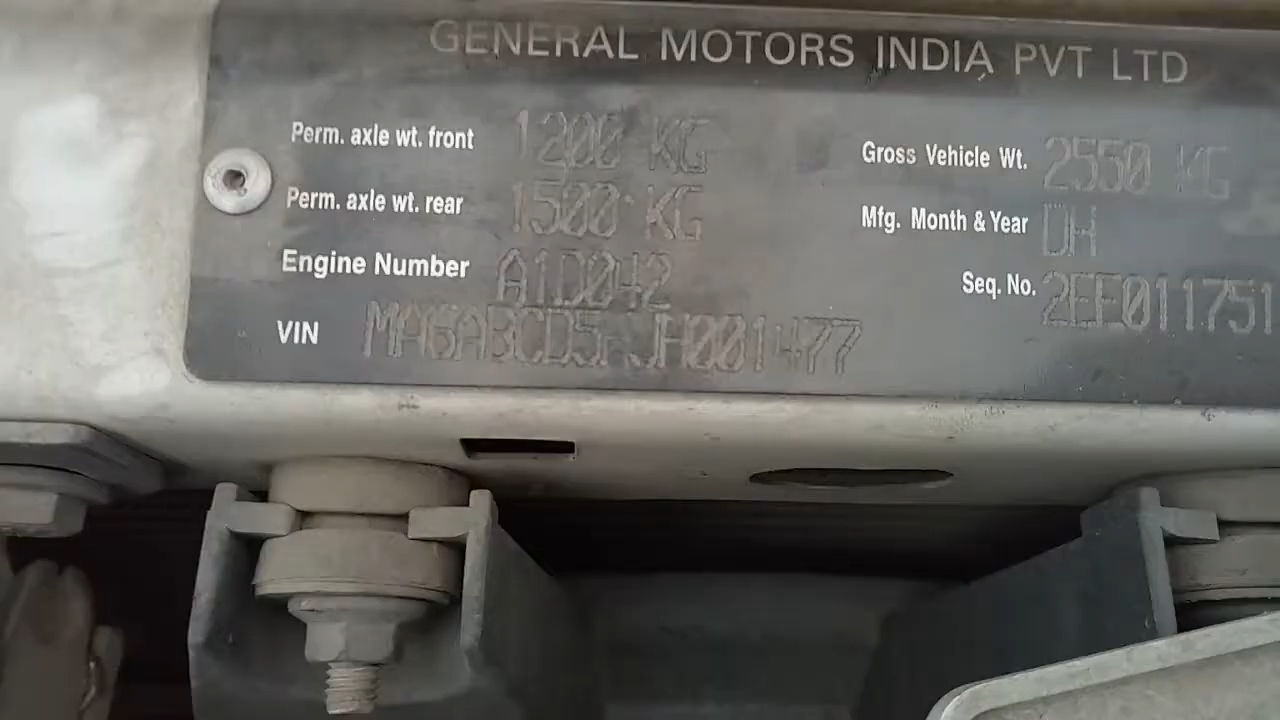 GENERAL MOTORS INDIA PVT LTD
Perm. axle wt. front 1200 KG
Perm. axle wt. rear 1500 KG
Engine Number A1D042
VIN
Gross Vehicle Wt. 2550 KG
Mfg. Month & Year DH
Seq. No.